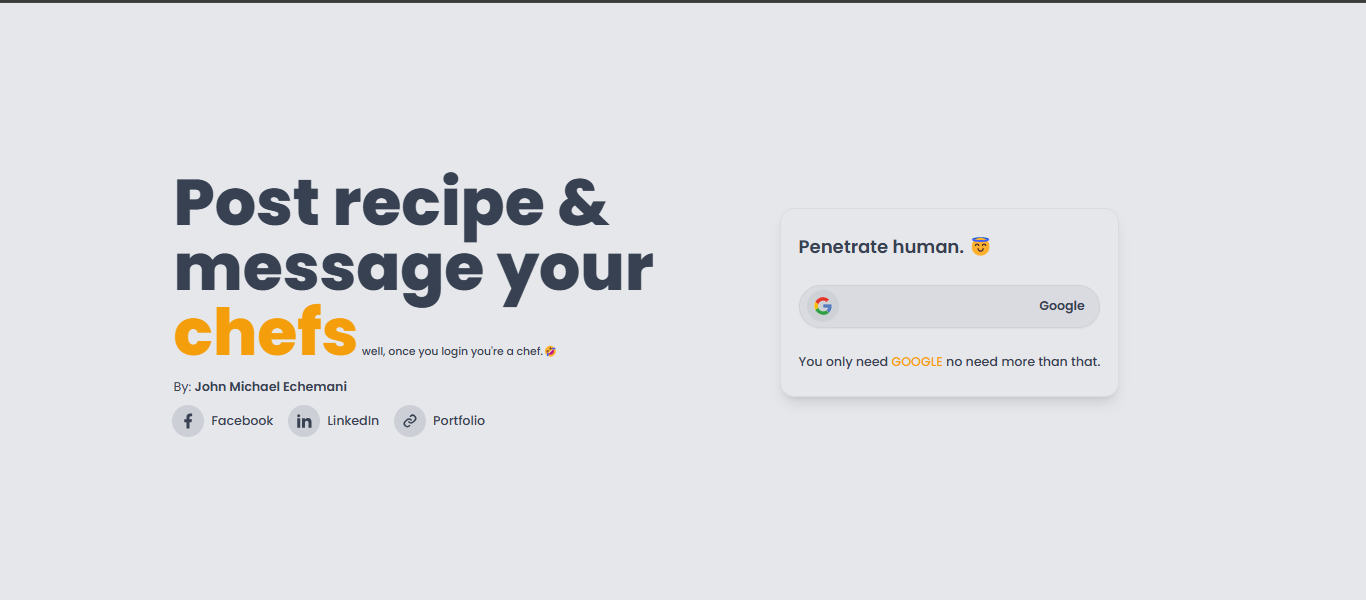 Post recipe &
message your
chefs well, once you login you're a chef. 🤣
By: John Michael Echemani
Facebook LinkedIn Portfolio
Penetrate human. 😇
Google
You only need GOOGLE no need more than that.